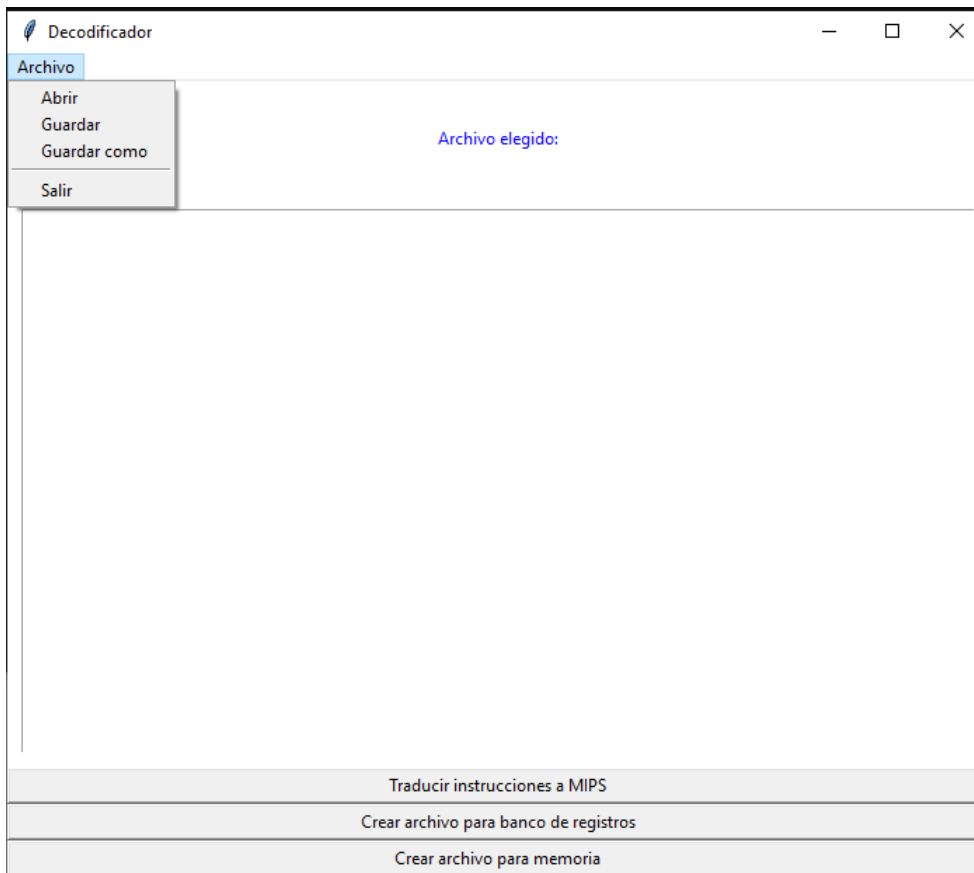 Decodificador
Archivo
Abrir
Guardar
Guardar como
Salir
Archivo elegido:
Traducir instrucciones a MIPS
Crear archivo para banco de registros
Crear archivo para memoria